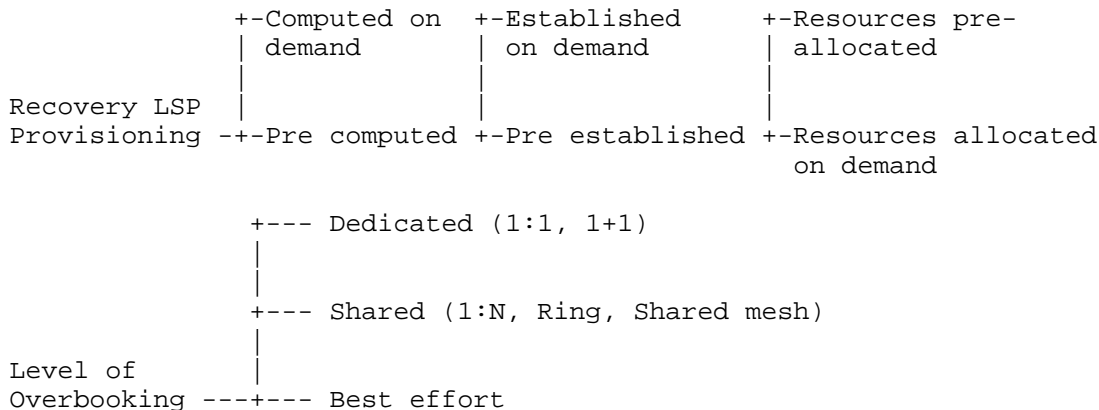 +-Computed on  +-Established     +-Resources pre-
              | demand       | on demand       | allocated
              |              |                 |
Recovery LSP  |              |                 |
Provisioning -+-Pre computed +-Pre established +-Resources allocated
                                                 on demand

               +--- Dedicated (1:1, 1+1)
               |
               |
               +--- Shared (1:N, Ring, Shared mesh)
               |
Level of       |
Overbooking ---+--- Best effort